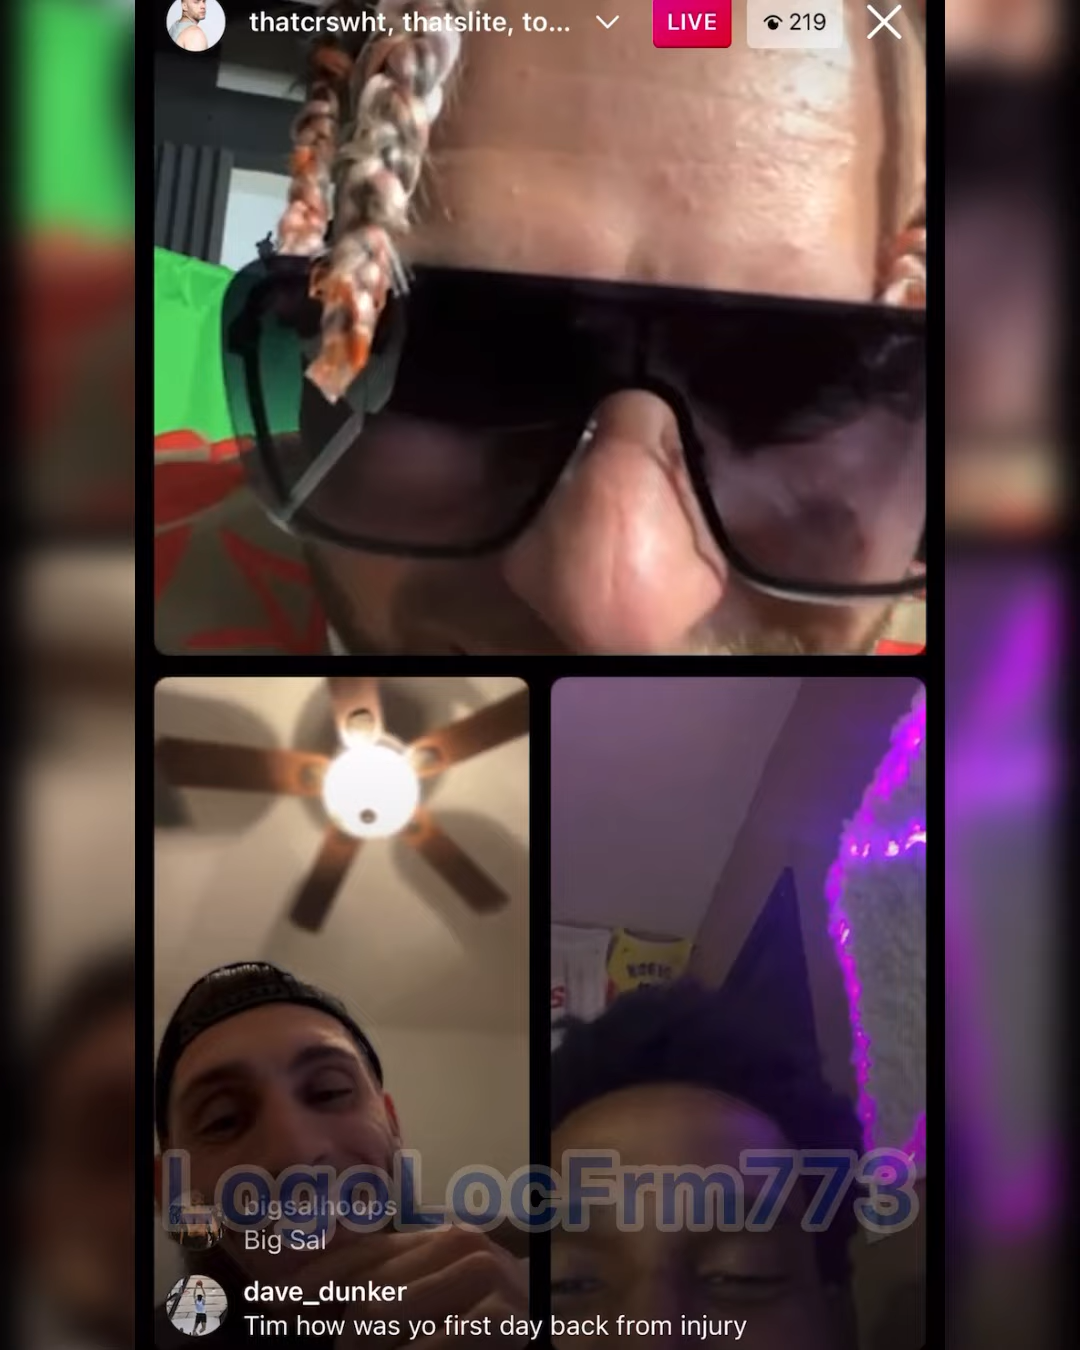 thatcrswht, thatslite, to...
LIVE
219
LogoLocFrm773
bigsalhoops
Big Sal
dave_dunker
Tim how was yo first day back from injury